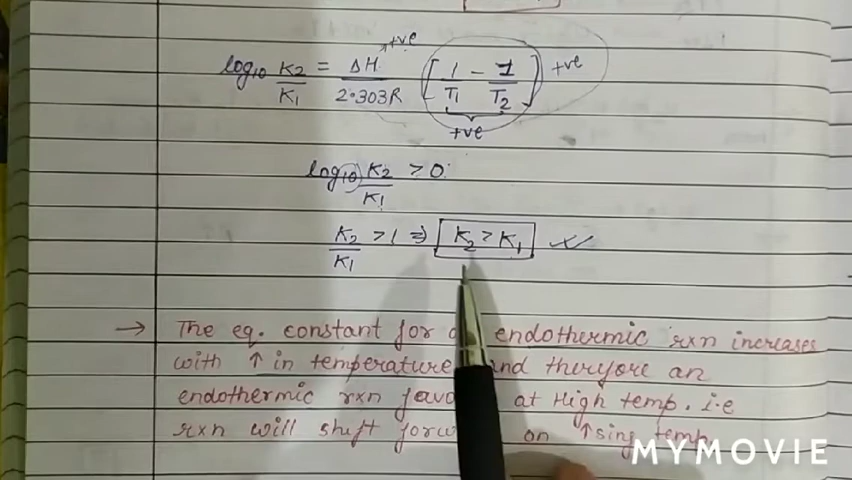 +ve
log10 K2/K1 = ΔH/2.303R [1/T1 - 1/T2] +ve
+ve
log10 K2/K1 > 0
K2/K1 > 1 ⇒ K2 > K1
→ The eq. constant for endothermic rxn increases
with ↑ in temperature and therefore an
endothermic rxn at High temp. i.e
rxn will shift on ↑sing temp.
MYMOVIE